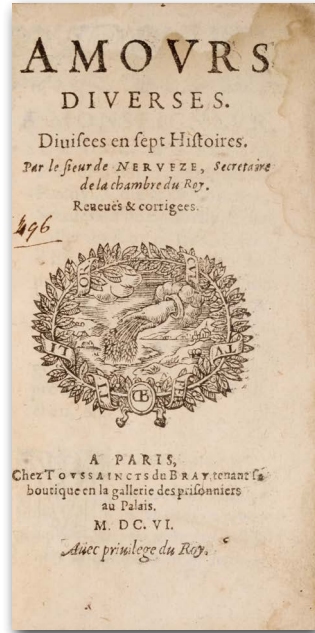 AMOVRS
DIVERSES.
Diuisees en sept Histoires.
Par le sieur de NERVEZE, Secretaire
de la chambre du Roy.
Reueuës & corrigees.
496
A PARIS,
Chez TOVSSAINCTS du BRAY, tenant sa
boutique en la gallerie des prisonniers
au Palais.
M. DC. VI.
Auec priuilege du Roy.